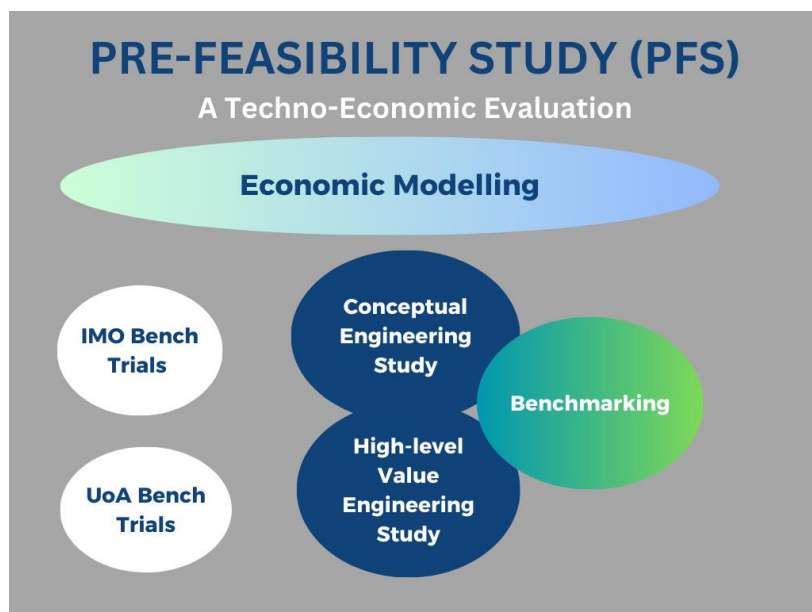 PRE-FEASIBILITY STUDY (PFS)
A Techno-Economic Evaluation
Economic Modelling
IMO Bench
Trials
UoA Bench
Trials
Conceptual
Engineering
Study
High-level
Value
Engineering
Study
Benchmarking